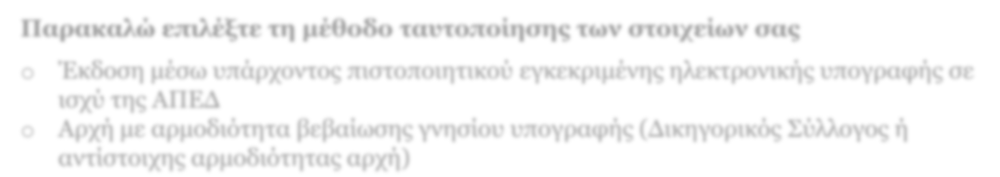 Παρακαλώ επιλέξτε τη μέθοδο ταυτοποίησης των στοιχείων σας
o Έκδοση μέσω υπάρχοντος πιστοποιητικού εγκεκριμένης ηλεκτρονικής υπογραφής σε
ισχύ της ΑΠΕΔ
o Αρχή με αρμοδιότητα βεβαίωσης γνησίου υπογραφής (Δικηγορικός Σύλλογος ή
αντίστοιχης αρμοδιότητας αρχή)